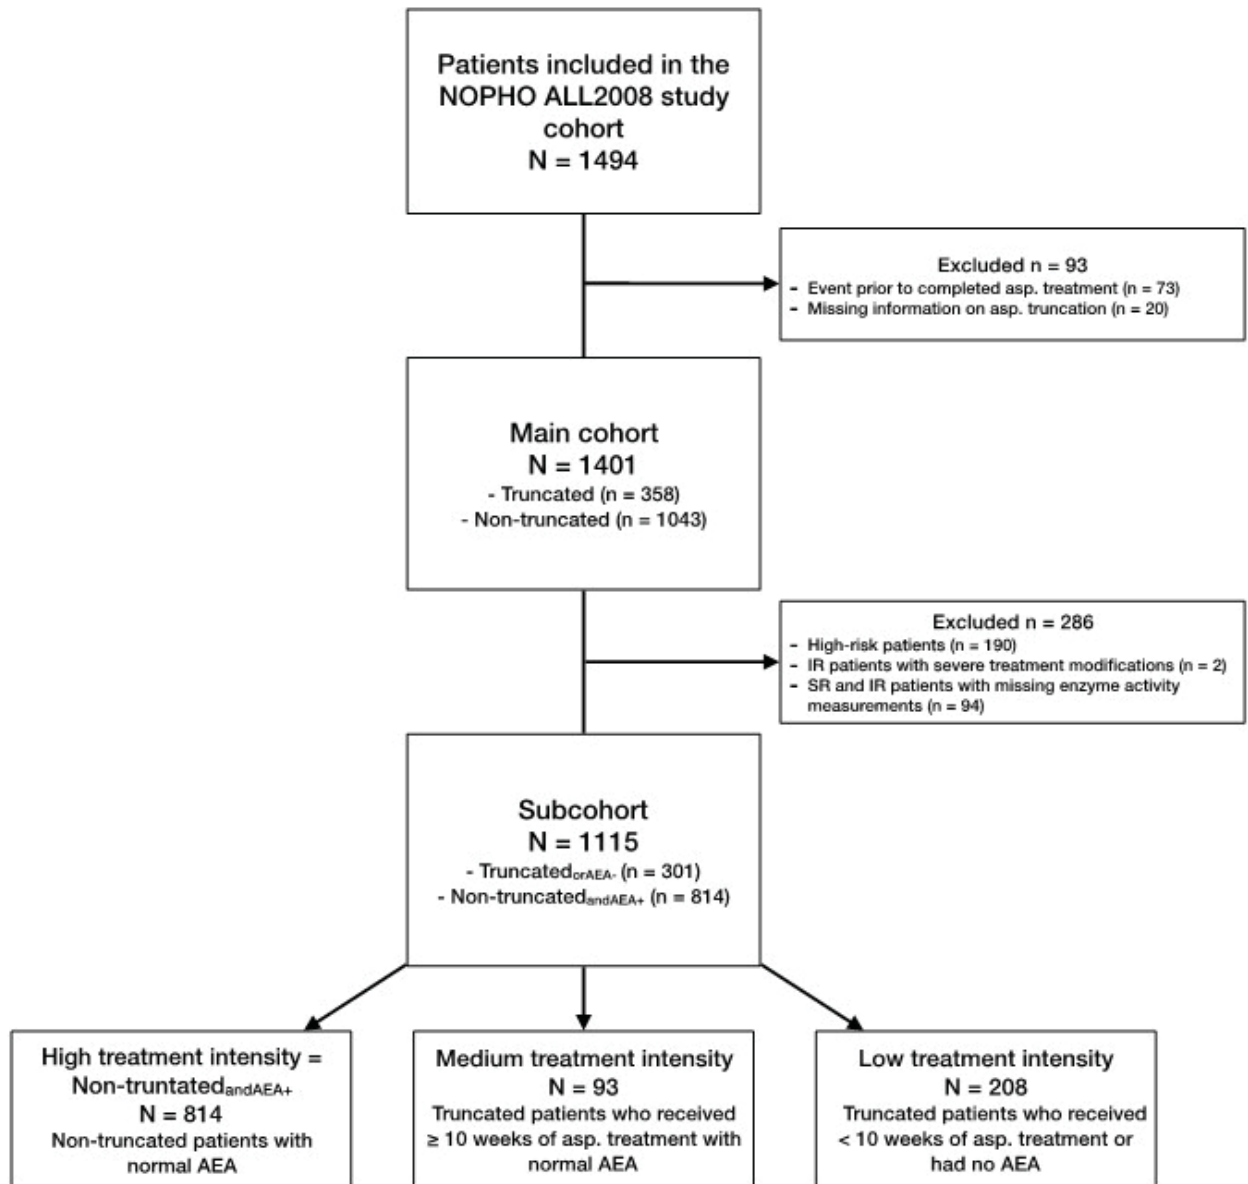 Patients included in the
NOPHO ALL2008 study
cohort
N = 1494
Excluded n = 93
- Event prior to completed asp. treatment (n = 73)
- Missing information on asp. truncation (n = 20)
Main cohort
N = 1401
- Truncated (n = 358)
- Non-truncated (n = 1043)
Excluded n = 286
- High-risk patients (n = 190)
- IR patients with severe treatment modifications (n = 2)
- SR and IR patients with missing enzyme activity
measurements (n = 94)
Subcohort
N = 1115
- TruncatedorAEA- (n = 301)
- Non-truncatedandAEA+ (n = 814)
High treatment intensity =
Non-truntatedandAEA+
N = 814
Non-truncated patients with
normal AEA
Medium treatment intensity
N = 93
Truncated patients who received
≥ 10 weeks of asp. treatment with
normal AEA
Low treatment intensity
N = 208
Truncated patients who received
< 10 weeks of asp. treatment or
had no AEA